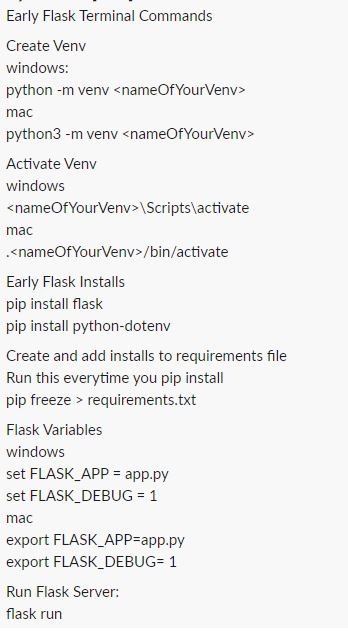 Early Flask Terminal Commands
Create Venv
windows:
python -m venv <nameOfYourVenv>
mac
python3 -m venv <nameOfYourVenv>
Activate Venv
windows
<nameOfYourVenv>\Scripts\activate
mac
.<nameOfYourVenv>/bin/activate
Early Flask Installs
pip install flask
pip install python-dotenv
Create and add installs to requirements file
Run this everytime you pip install
pip freeze > requirements.txt
Flask Variables
windows
set FLASK_APP = app.py
set FLASK_DEBUG = 1
mac
export FLASK_APP=app.py
export FLASK_DEBUG= 1
Run Flask Server:
flask run